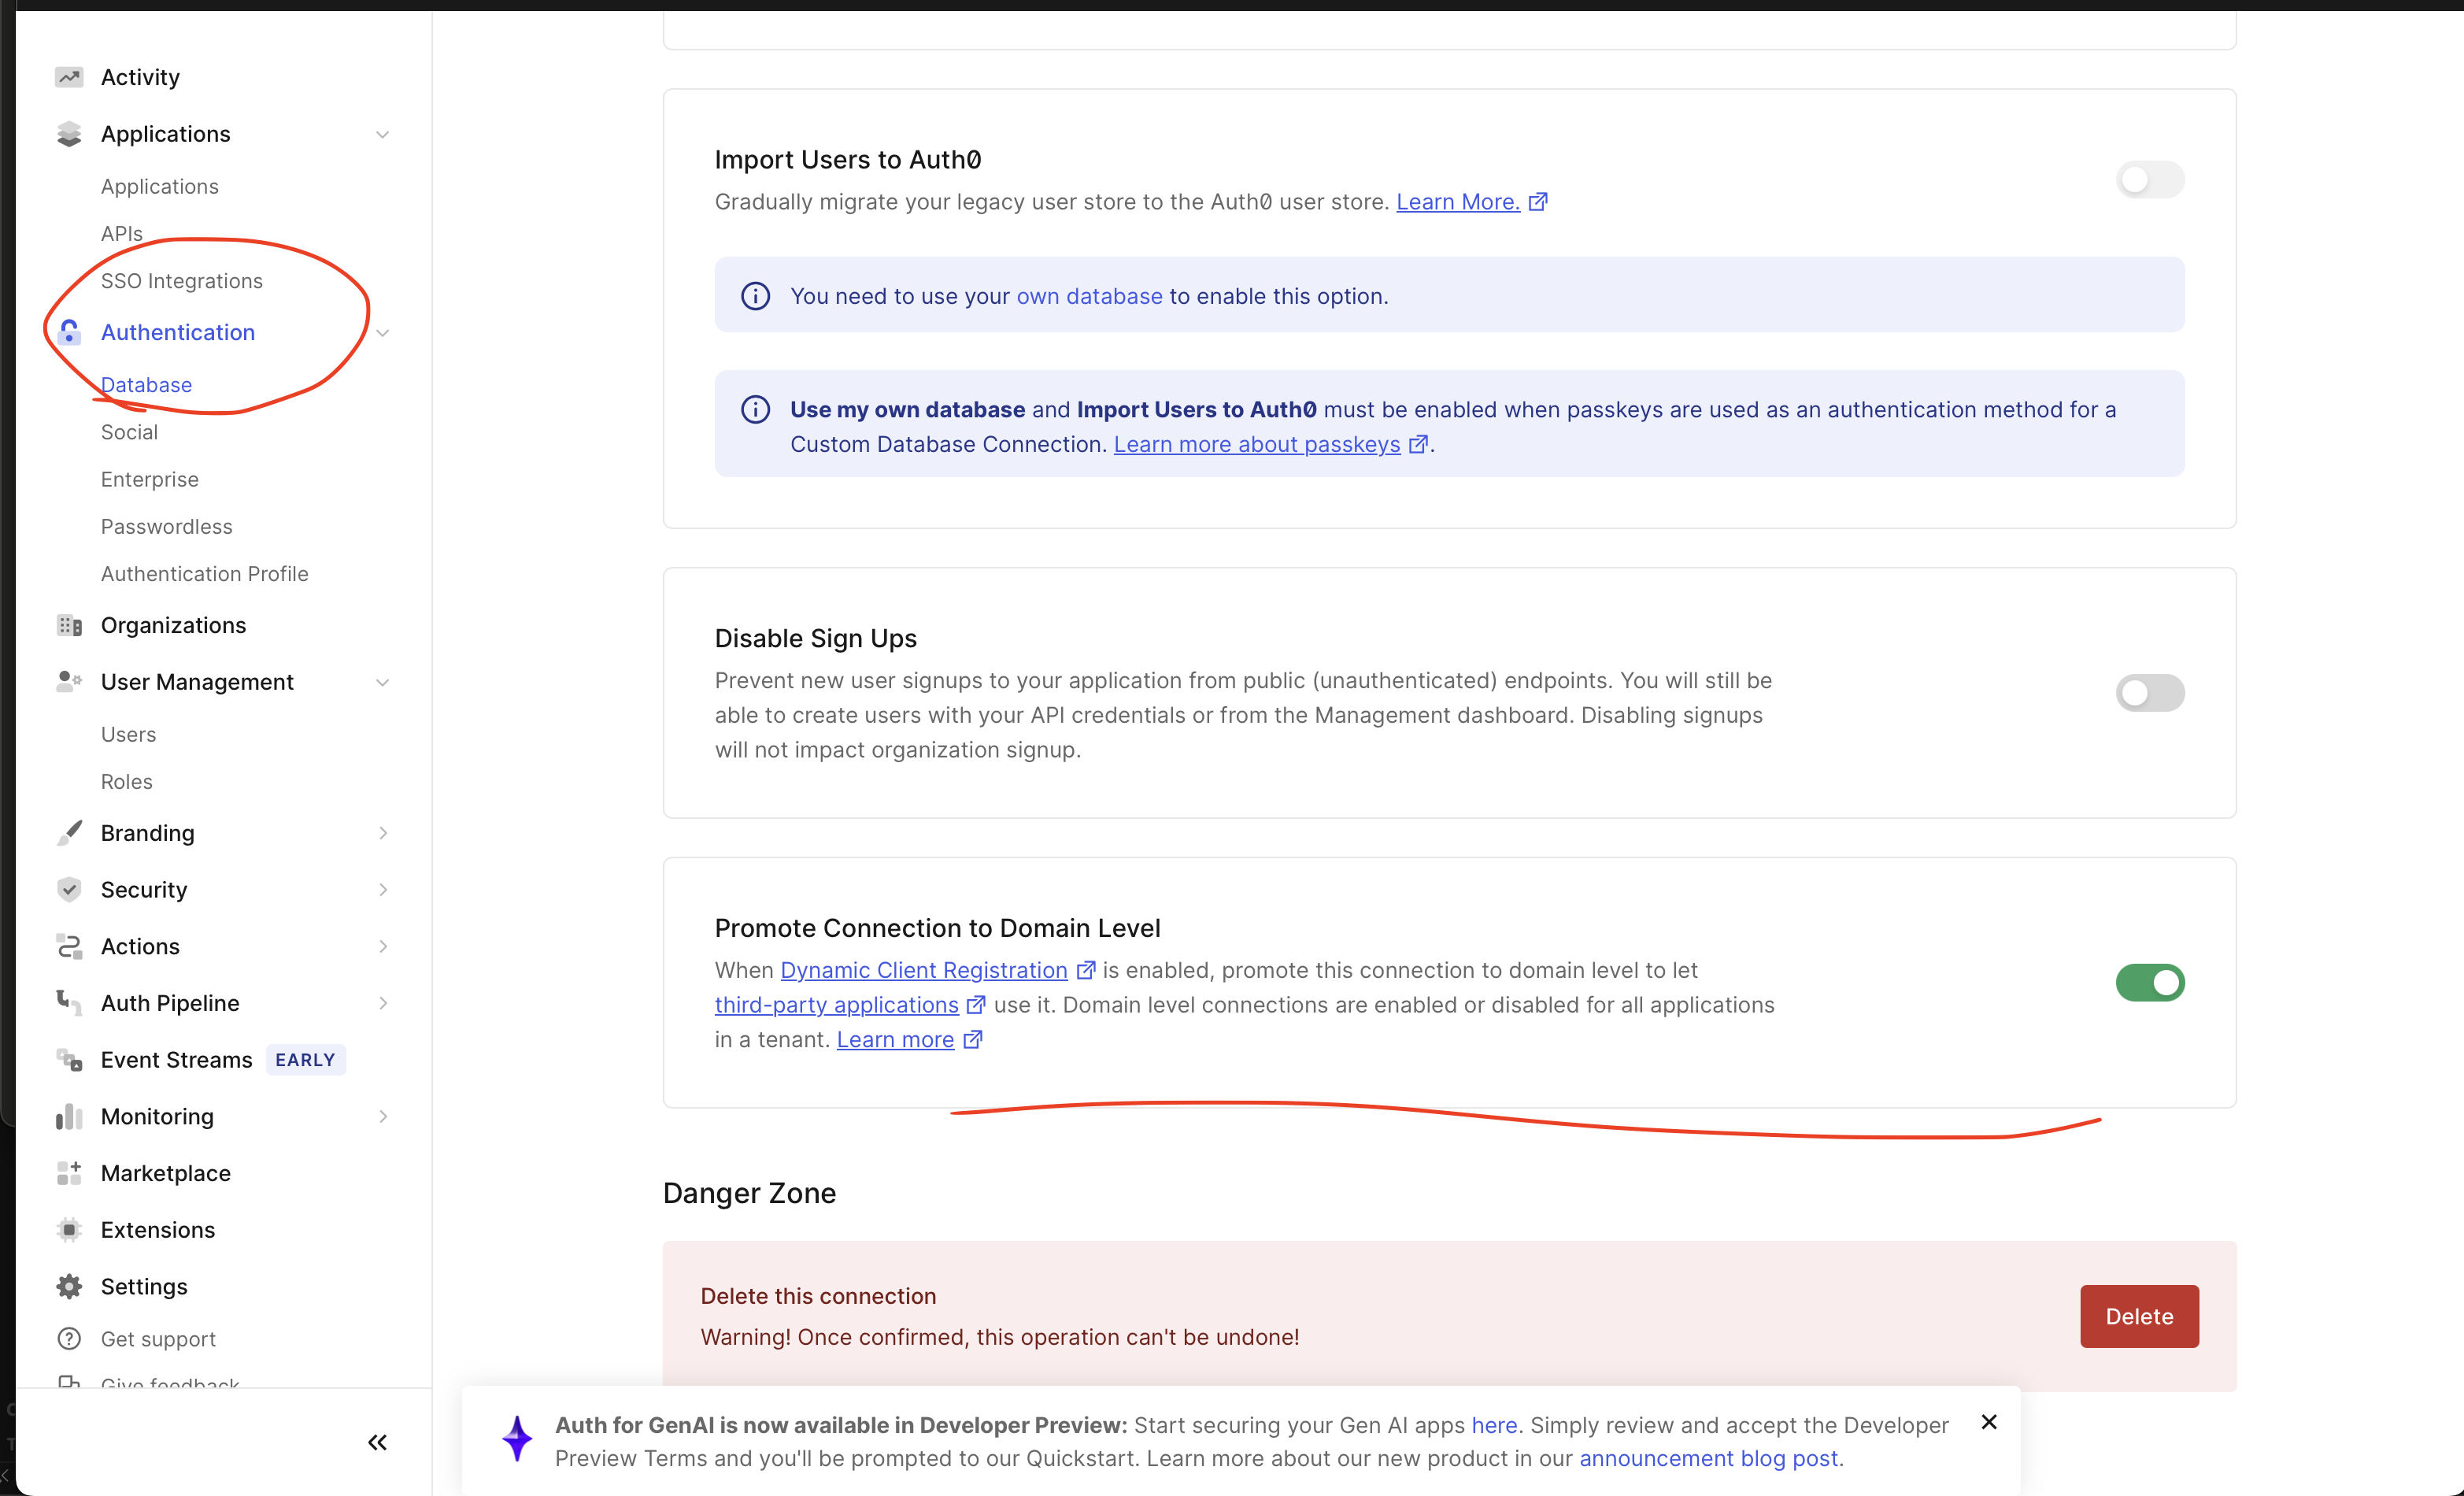 Activity
Applications
Applications
APIs
SSO Integrations
Authentication
Database
Social
Enterprise
Passwordless
Authentication Profile
Organizations
User Management
Users
Roles
Branding
Security
Actions
Auth Pipeline
Event Streams EARLY
Monitoring
Marketplace
Extensions
Settings
Get support
Give feedback
Import Users to Auth0
Gradually migrate your legacy user store to the Auth0 user store. Learn More.
You need to use your own database to enable this option.
Use my own database and Import Users to Auth0 must be enabled when passkeys are used as an authentication method for a
Custom Database Connection. Learn more about passkeys.
Disable Sign Ups
Prevent new user signups to your application from public (unauthenticated) endpoints. You will still be
able to create users with your API credentials or from the Management dashboard. Disabling signups
will not impact organization signup.
Promote Connection to Domain Level
When Dynamic Client Registration is enabled, promote this connection to domain level to let
third-party applications use it. Domain level connections are enabled or disabled for all applications
in a tenant. Learn more
Danger Zone
Delete this connection
Warning! Once confirmed, this operation can't be undone!
Delete
Auth for GenAI is now available in Developer Preview: Start securing your Gen AI apps here. Simply review and accept the Developer
Preview Terms and you'll be prompted to our Quickstart. Learn more about our new product in our announcement blog post.